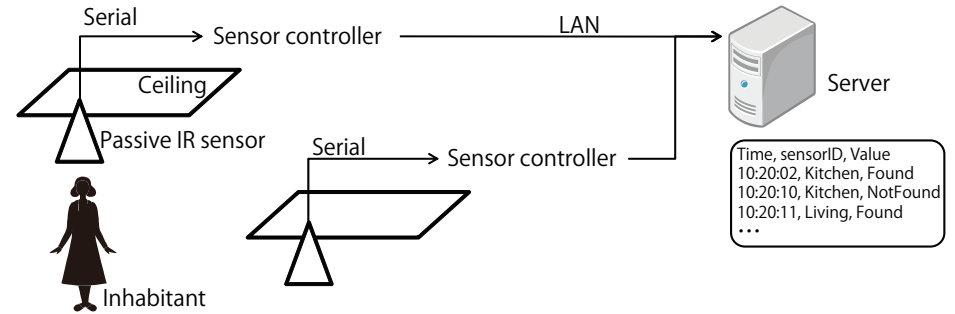 Serial
Sensor controller
LAN
Ceiling
Server
Passive IR sensor
Serial
Sensor controller
Time, sensorID, Value
10:20:02, Kitchen, Found
10:20:10, Kitchen, NotFound
10:20:11, Living, Found
•••
Inhabitant